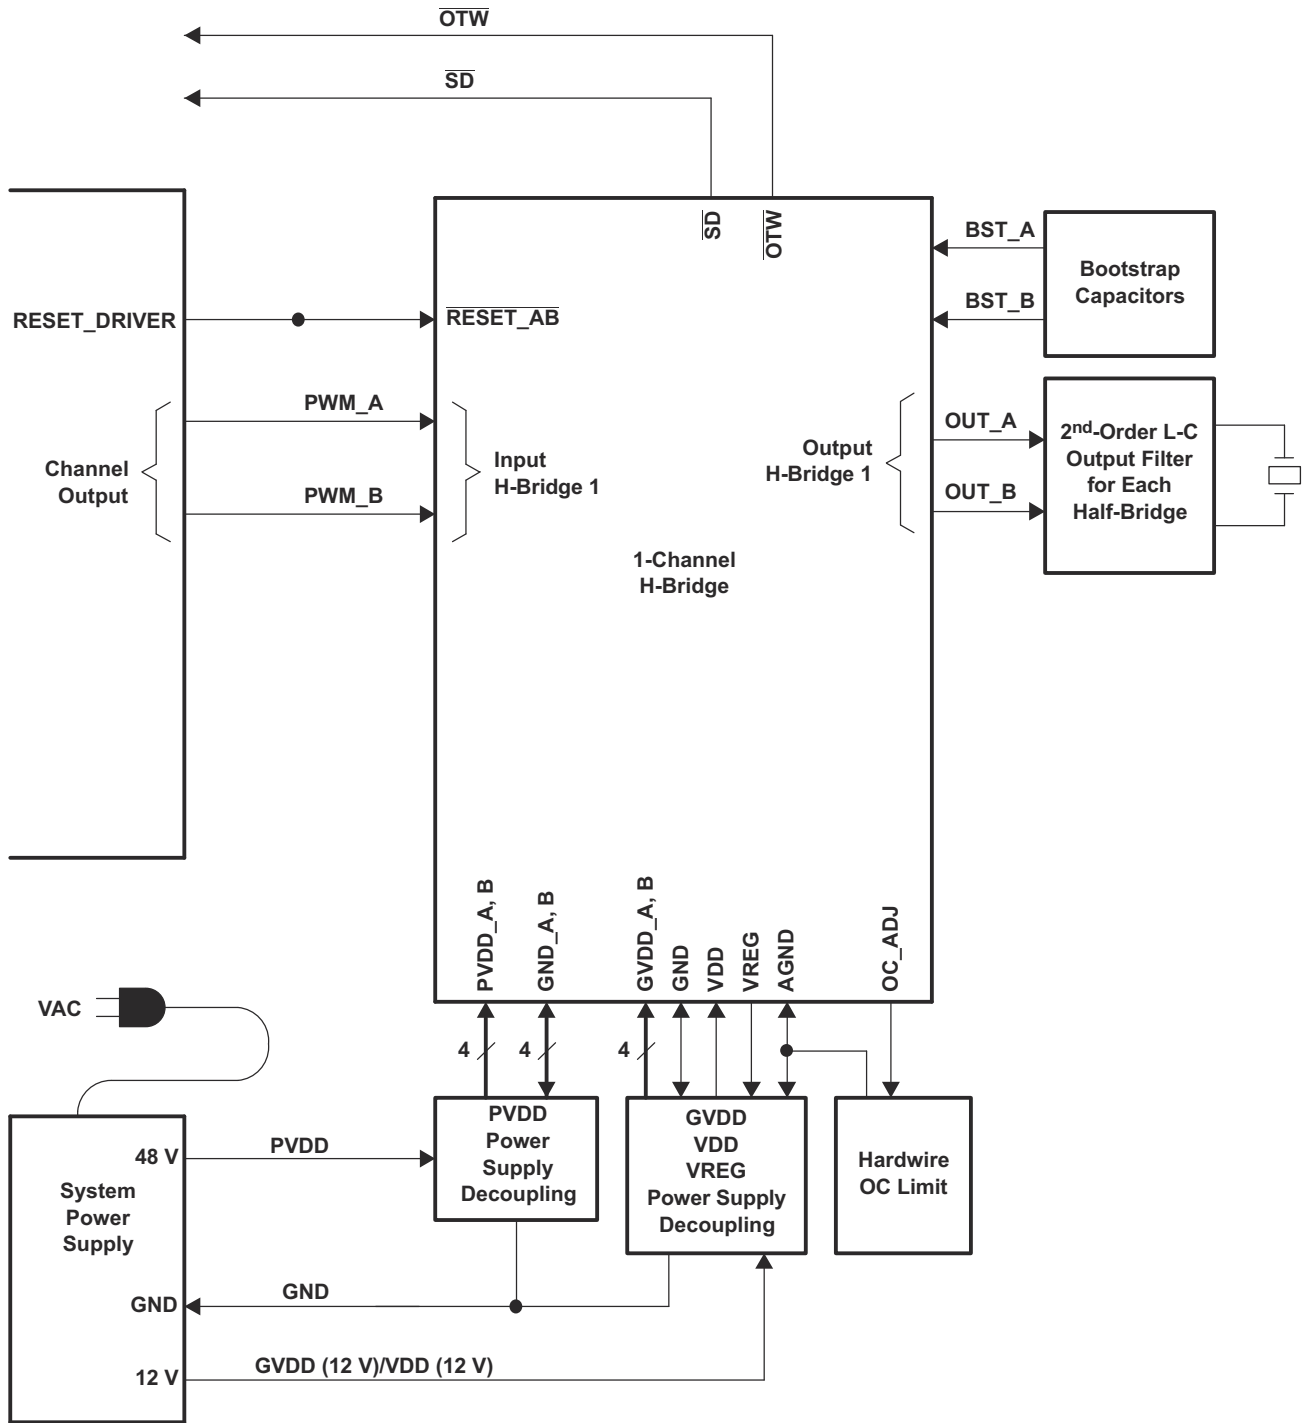 OTW
SD
SD
OTW
BST_A
BST_B
Bootstrap
Capacitors
RESET_DRIVER
RESET_AB
PWM_A
PWM_B
Channel
Output
Input
H-Bridge 1
Output
H-Bridge 1
OUT_A
OUT_B
2nd-Order L-C
Output Filter
for Each
Half-Bridge
1-Channel
H-Bridge
PVDD_A, B
GND_A, B
GVDD_A, B
GND
VDD
VREG
AGND
OC_ADJ
VAC
4
4
4
PVDD
Power
Supply
Decoupling
GVDD
VDD
VREG
Power Supply
Decoupling
Hardwire
OC Limit
48 V
PVDD
System
Power
Supply
GND
GND
12 V
GVDD (12 V)/VDD (12 V)